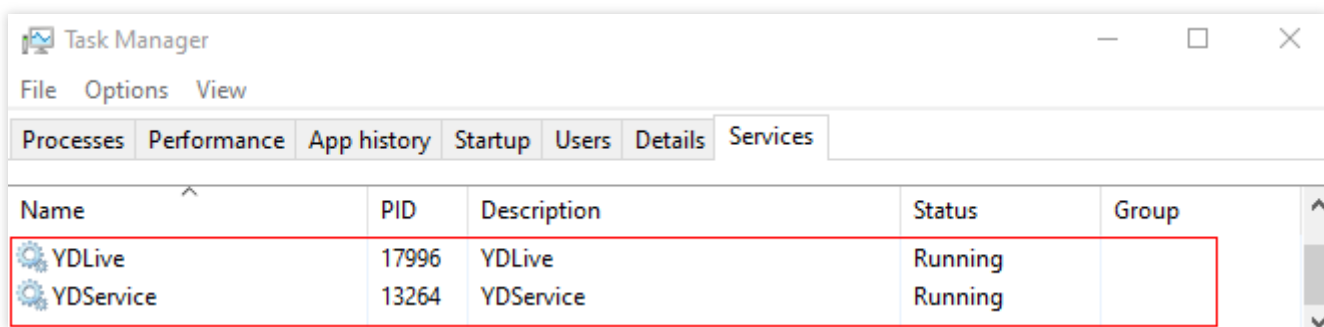 Task Manager
File Options View
Processes Performance App history Startup Users Details Services
Name PID Description Status Group
YDLive 17996 YDLive Running
YDService 13264 YDService Running